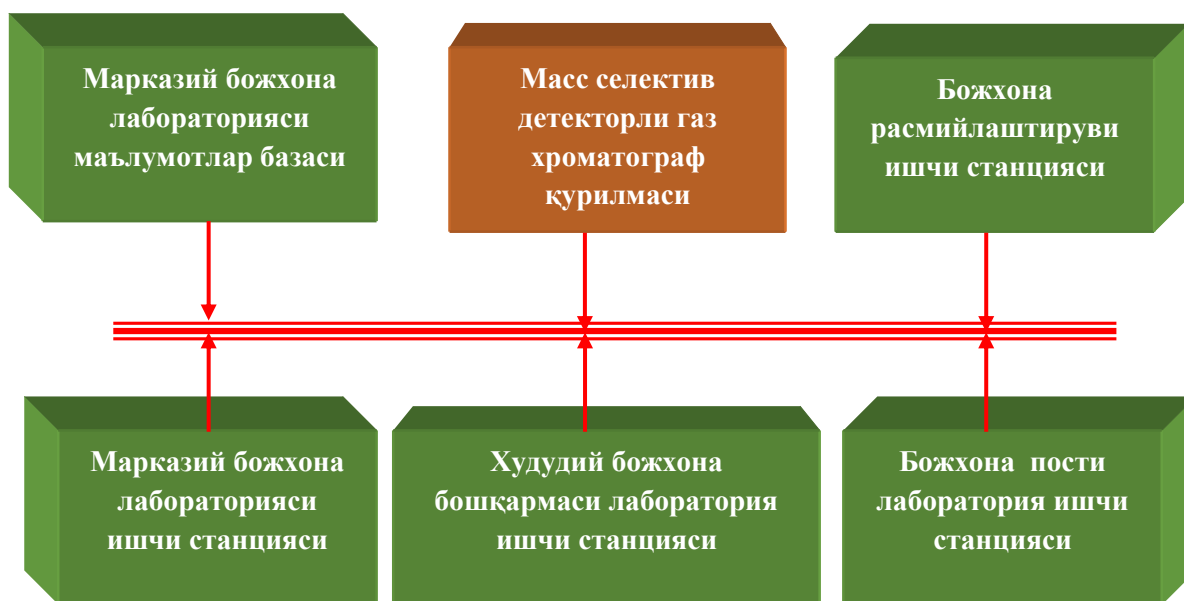 Марказий божхона
лабораторияси
маълумотлар базаси
Масс селектив
детекторли газ
хроматограф
қурилмаси
Божхона
расмийлаштируви
ишчи станцияси
Марказий божхона
лабораторияси
ишчи станцияси
Худудий божхона
бошқармаси лаборатория
ишчи станцияси
Божхона пости
лаборатория ишчи
станцияси